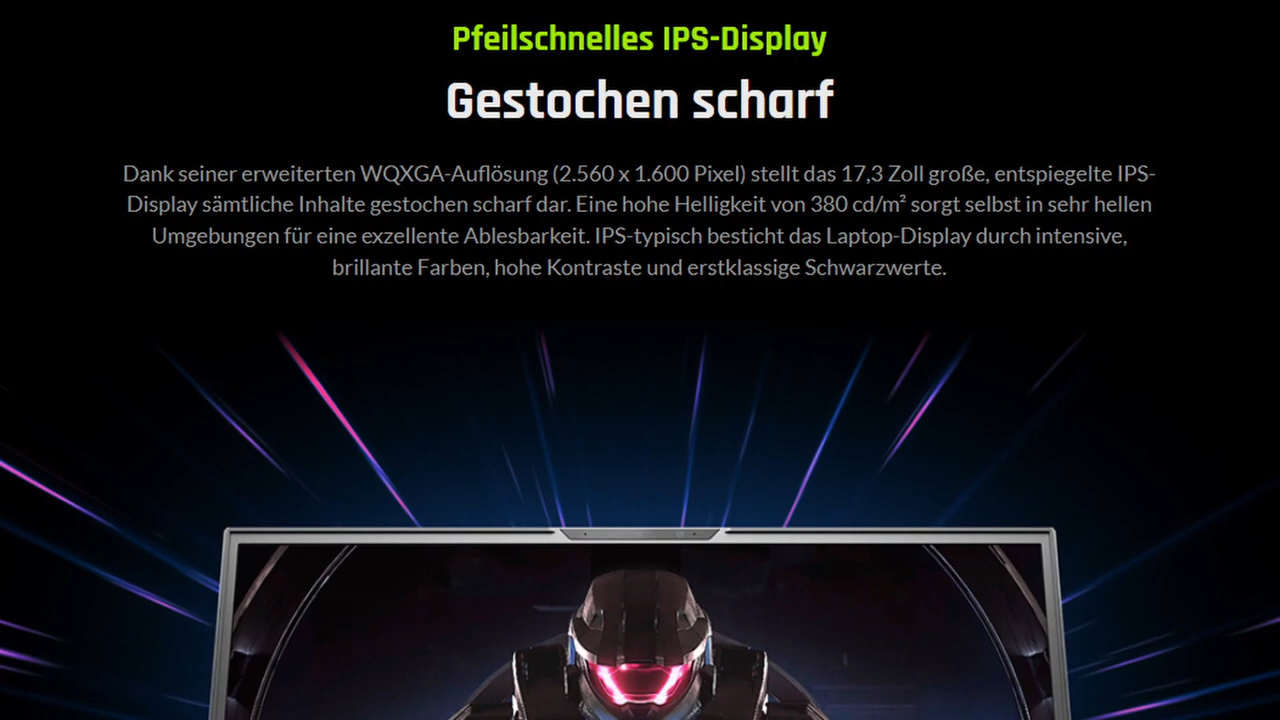 Pfeilschnelles IPS-Display
Gestochen scharf
Dank seiner erweiterten WQXGA-Auflösung (2.560 x 1.600 Pixel) stellt das 17,3 Zoll große, entspiegelte IPS-
Display sämtliche Inhalte gestochen scharf dar. Eine hohe Helligkeit von 380 cd/m² sorgt selbst in sehr hellen
Umgebungen für eine exzellente Ablesbarkeit. IPS-typisch besticht das Laptop-Display durch intensive,
brillante Farben, hohe Kontraste und erstklassige Schwarzwerte.